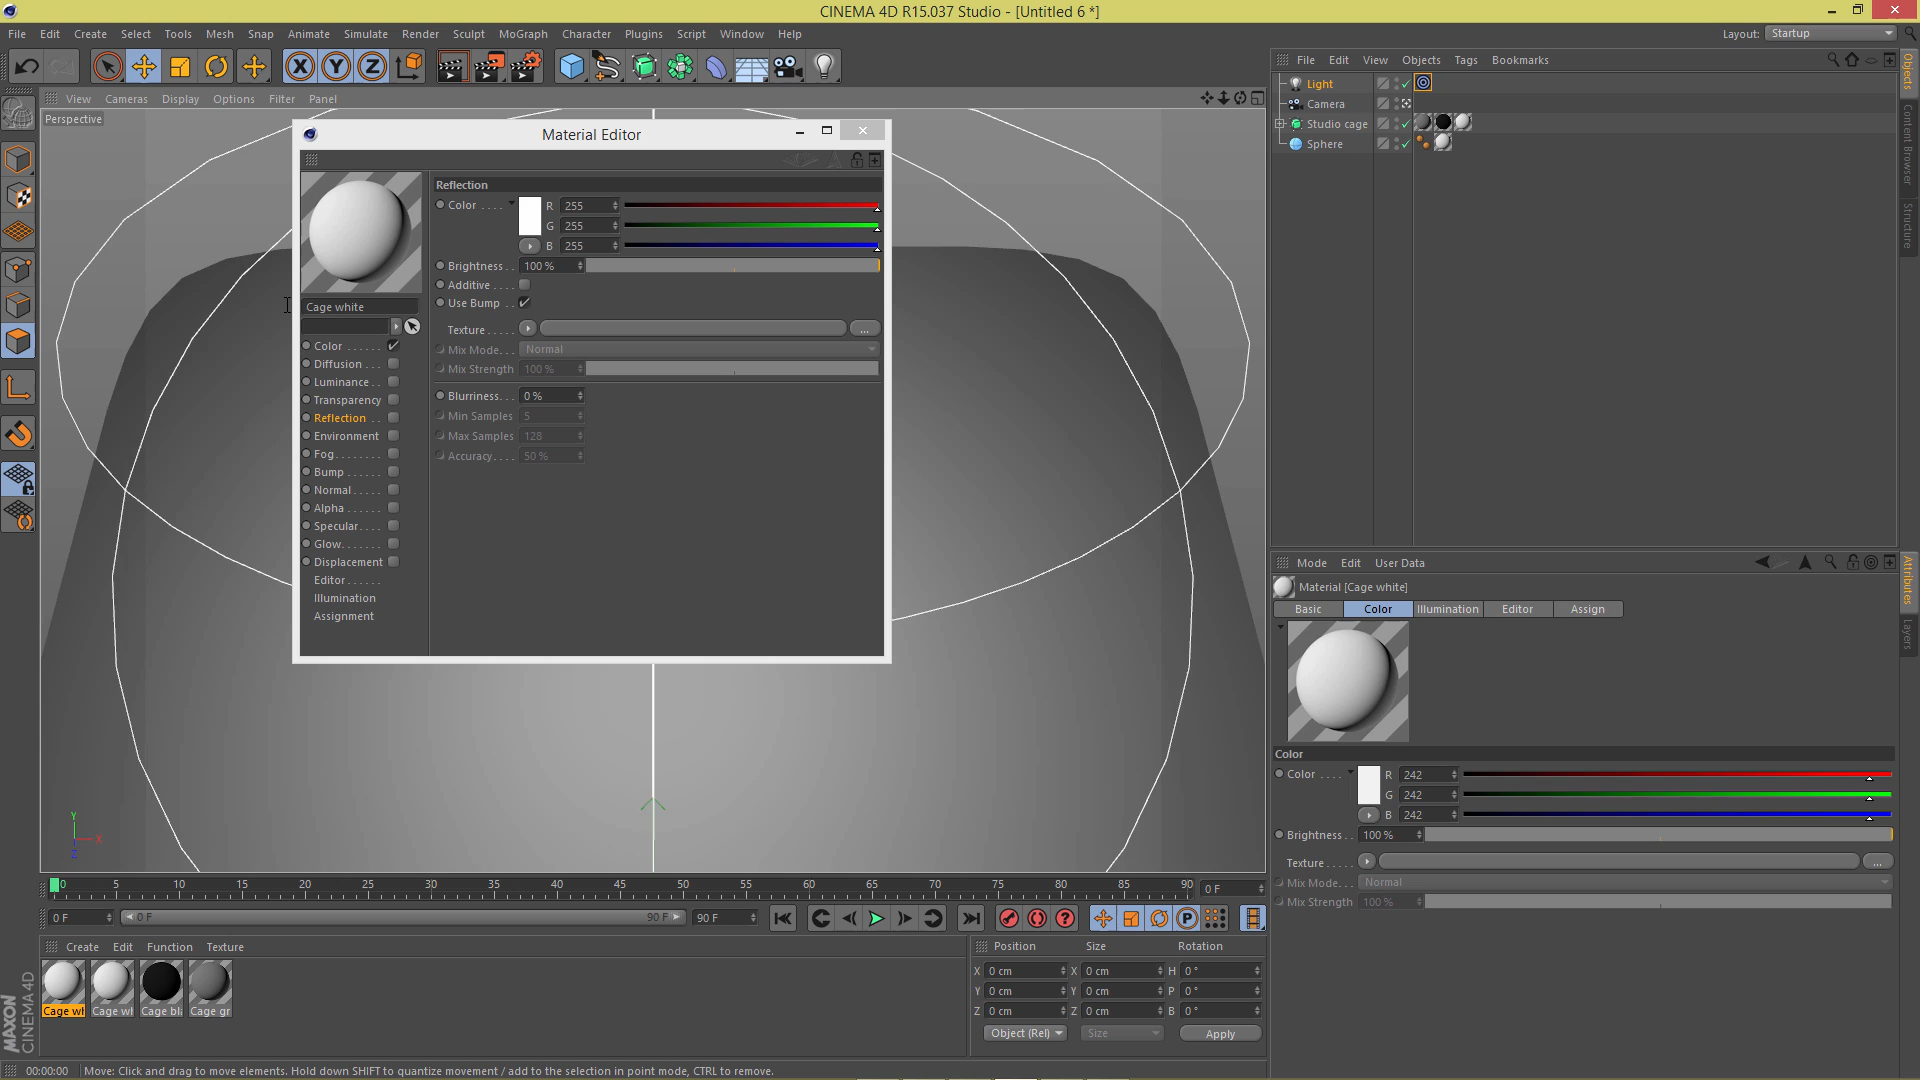 CINEMA 4D R15.037 Studio - [Untitled 6 *]
File Edit Create Select Tools Mesh Snap Animate Simulate Render Sculpt MoGraph Character Plugins Script Window Help
Layout: Startup
View Cameras Display Options Filter Panel
Perspective
File Edit View Objects Tags Bookmarks
Light
Camera
Studio cage
Sphere
Objects
Content Browser
Structure
Material Editor
Cage white
Color ......
Diffusion ...
Luminance ..
Transparency
Reflection ..
Environment
Fog ........
Bump ......
Normal .....
Alpha ......
Specular ....
Glow .......
Displacement
Editor ......
Illumination
Assignment
Reflection
Color .... R 255
G 255
B 255
Brightness .. 100 %
Additive ....
Use Bump ..
Texture ..... ...
Mix Mode... Normal
Mix Strength 100 %
Blurriness... 0 %
Min Samples 5
Max Samples 128
Accuracy.... 50 %
Mode Edit User Data
Material [Cage white]
Basic Color Illumination Editor Assign
Color
Color .... R 242
G 242
B 242
Brightness .. 100 %
Texture ..... ...
Mix Mode... Normal
Mix Strength 100 %
Attributes
Layers
Y
X
Z
0 5 10 15 20 25 30 35 40 45 50 55 60 65 70 75 80 85 90 0 F
0 F 0 F 90 F 90 F
Create Edit Function Texture
Cage wl Cage wl Cage bl Cage gr
Position Size Rotation
X 0 cm X 0 cm H 0 °
Y 0 cm Y 0 cm P 0 °
Z 0 cm Z 0 cm B 0 °
Object (Rel) Size Apply
MAXON
CINEMA 4D
00:00:00 Move: Click and drag to move elements. Hold down SHIFT to quantize movement / add to the selection in point mode, CTRL to remove.